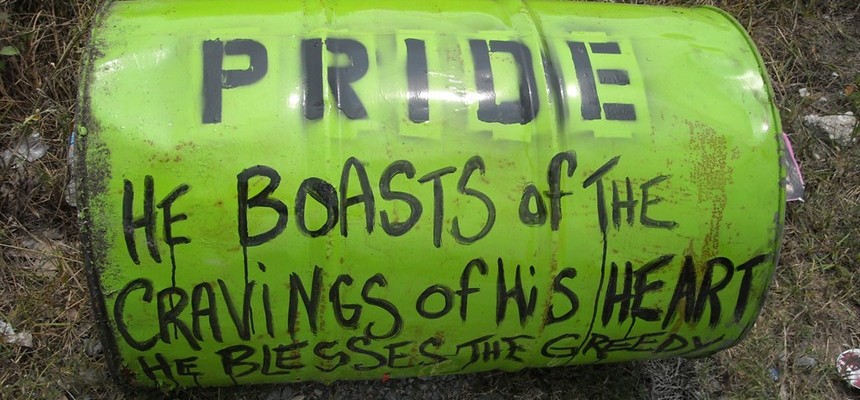 PRIDE
HE BOASTS of THE
CRAViNGS of HiS HEART
HE BLESSES THE GREEDY